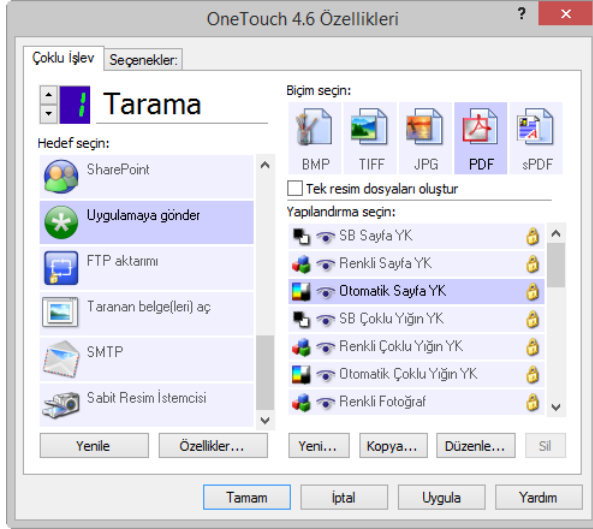 OneTouch 4.6 Özellikleri
?
Çoklu İşlev
Seçenekler:
1
Tarama
Hedef seçin:
SharePoint
Uygulamaya gönder
FTP aktarımı
Taranan belge(leri) aç
SMTP
Sabit Resim İstemcisi
Yenile
Özellikler...
Biçim seçin:
BMP
TIFF
JPG
PDF
sPDF
Tek resim dosyaları oluştur
Yapılandırma seçin:
SB Sayfa YK
Renkli Sayfa YK
Otomatik Sayfa YK
SB Çoklu Yığın YK
Renkli Çoklu Yığın YK
Otomatik Çoklu Yığın YK
Renkli Fotoğraf
Yeni...
Kopya...
Düzenle...
Sil
Tamam
İptal
Uygula
Yardım